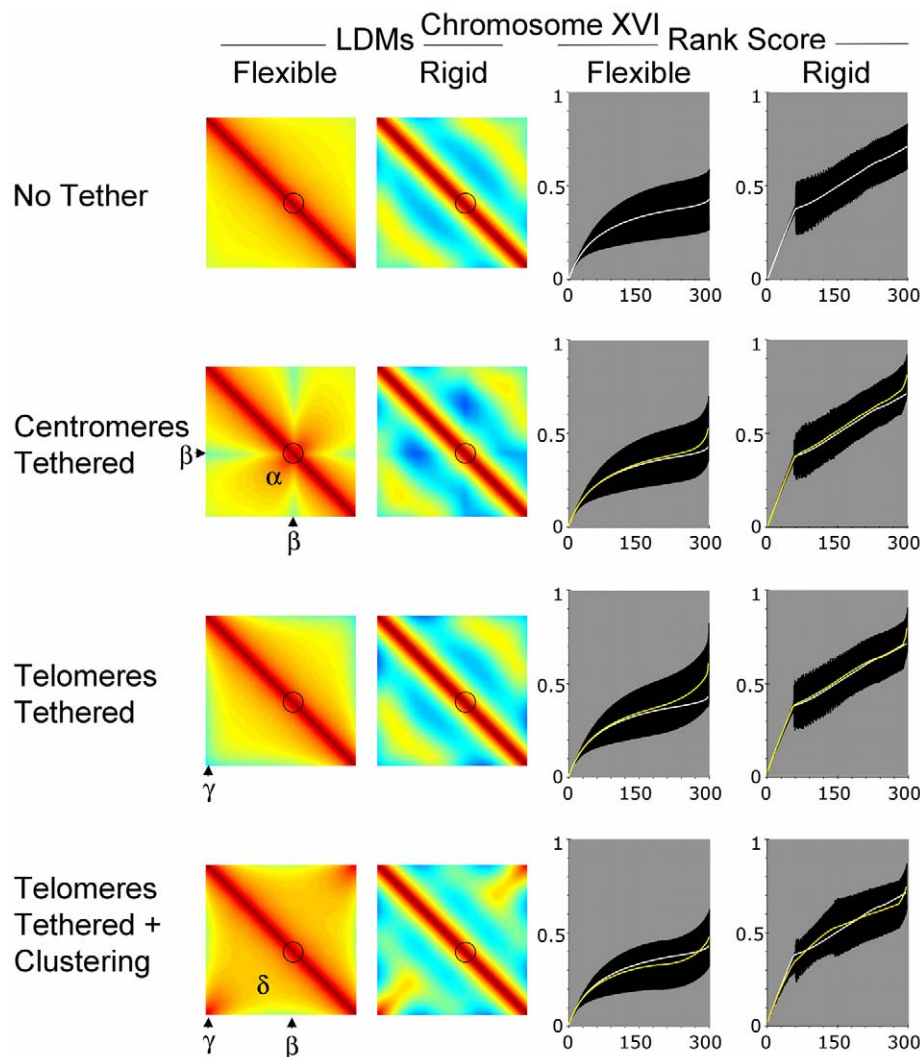 Chromosome XVI
LDMs Rank Score
Flexible Rigid Flexible Rigid
No Tether
1
0.5
0
0 150 300
1
0.5
0
0 150 300
Centromeres
Tethered
β
α
β
1
0.5
0
0 150 300
1
0.5
0
0 150 300
Telomeres
Tethered
γ
1
0.5
0
0 150 300
1
0.5
0
0 150 300
Telomeres
Tethered +
Clustering
δ
γ β
1
0.5
0
0 150 300
1
0.5
0
0 150 300